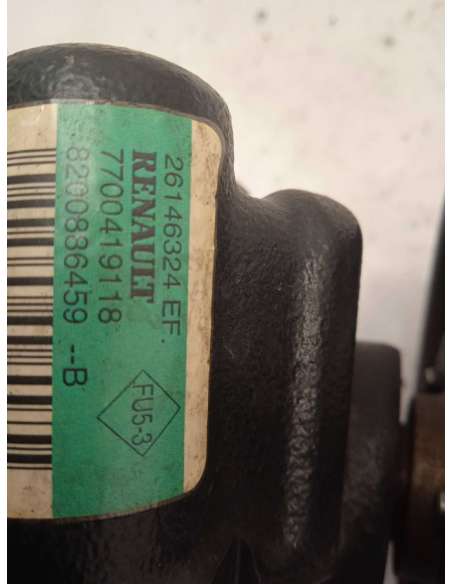 26146324 EF.
RENAULT
7700419118
8200836459 --B
FU5-3